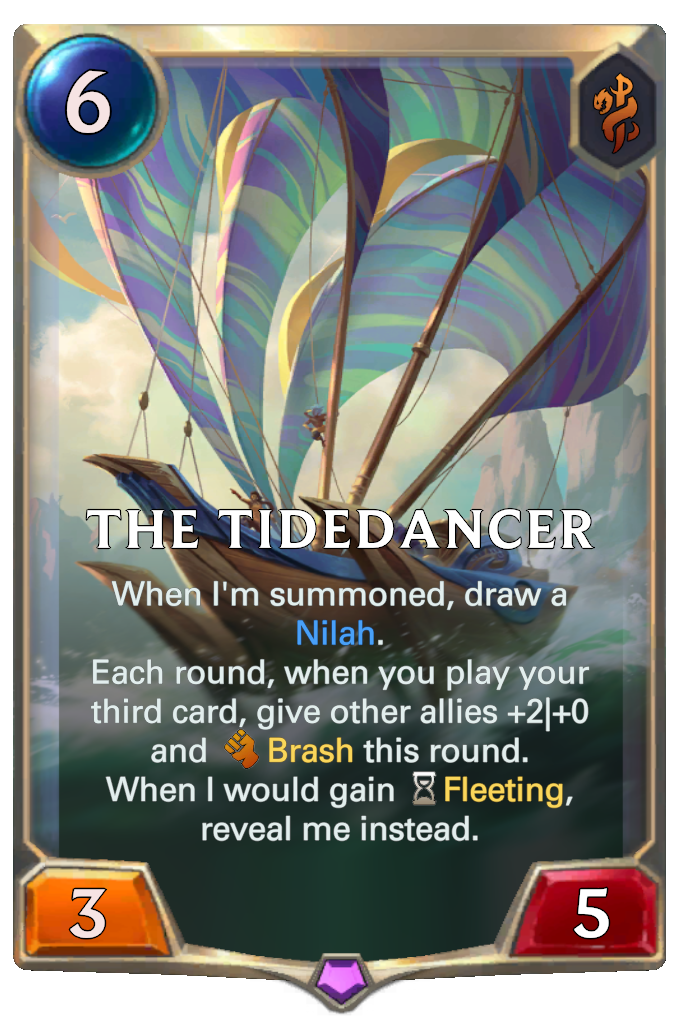 6
THE TIDEDANCER
When I'm summoned, draw a
Nilah.
Each round, when you play your
third card, give other allies +2|+0
and Brash this round.
When I would gain Fleeting,
reveal me instead.
3
5